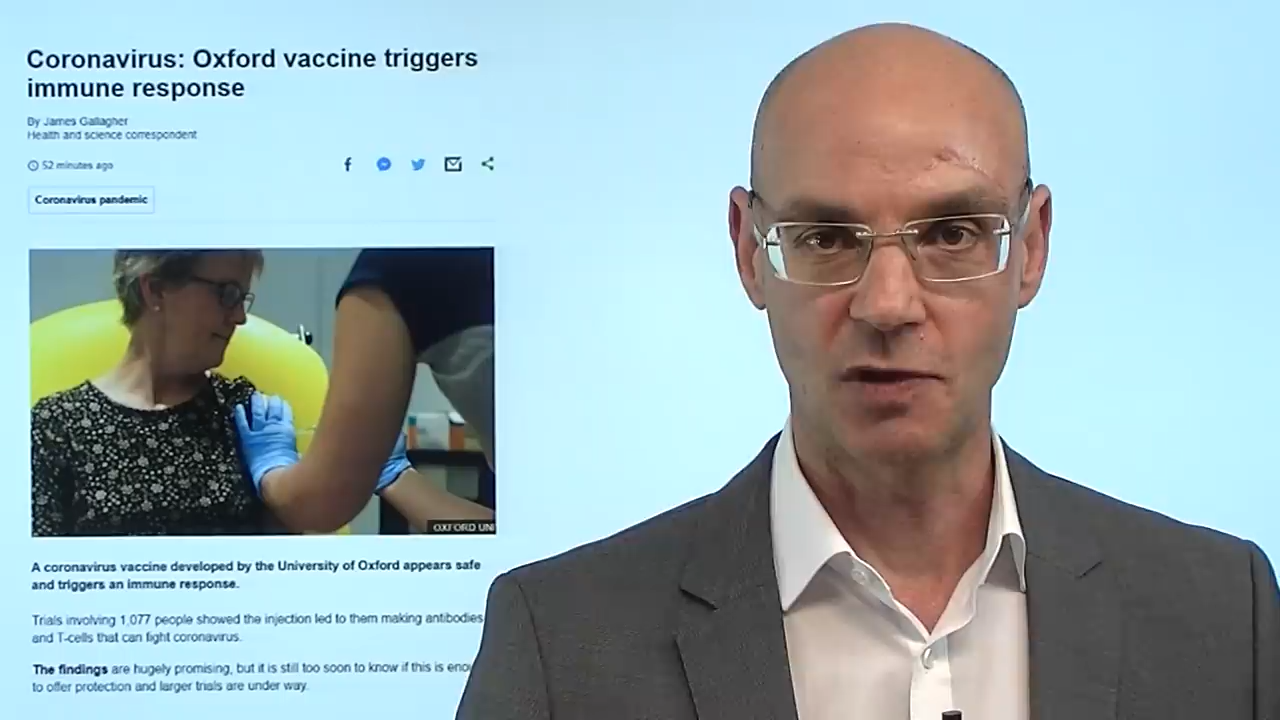 Coronavirus: Oxford vaccine triggers
immune response
By James Gallagher
Health and science correspondent
52 minutes ago
Coronavirus pandemic
OXFORD UNI
A coronavirus vaccine developed by the University of Oxford appears safe
and triggers an immune response.
Trials involving 1,077 people showed the injection led to them making antibodies
and T-cells that can fight coronavirus.
The findings are hugely promising, but it is still too soon to know if this is enou
to offer protection and larger trials are under way.